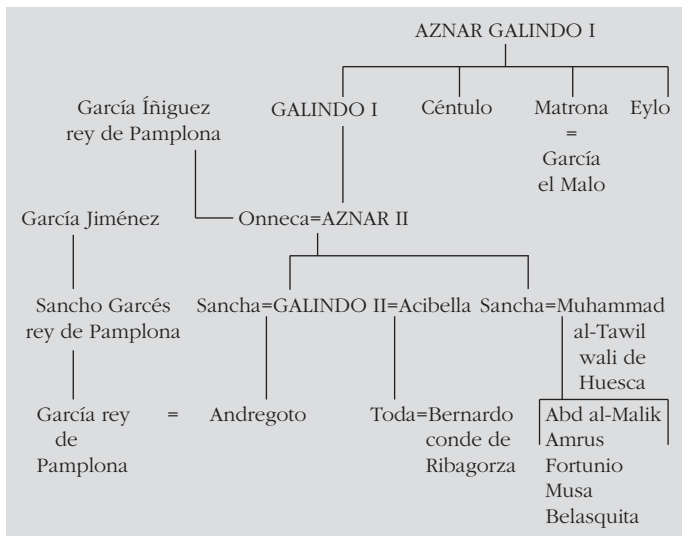 AZNAR GALINDO I
García Íñiguez
rey de Pamplona
GALINDO I
Céntulo
Matrona
=
García
el Malo
Eylo
García Jiménez
Onneca=AZNAR II
Sancho Garcés
rey de Pamplona
Sancha=GALINDO II=Acibella
Sancha=Muhammad
al-Tawil
wali de
Huesca
García rey
de
Pamplona
=
Andregoto
Toda=Bernardo
conde de
Ribagorza
Abd al-Malik
Amrus
Fortunio
Musa
Belasquita